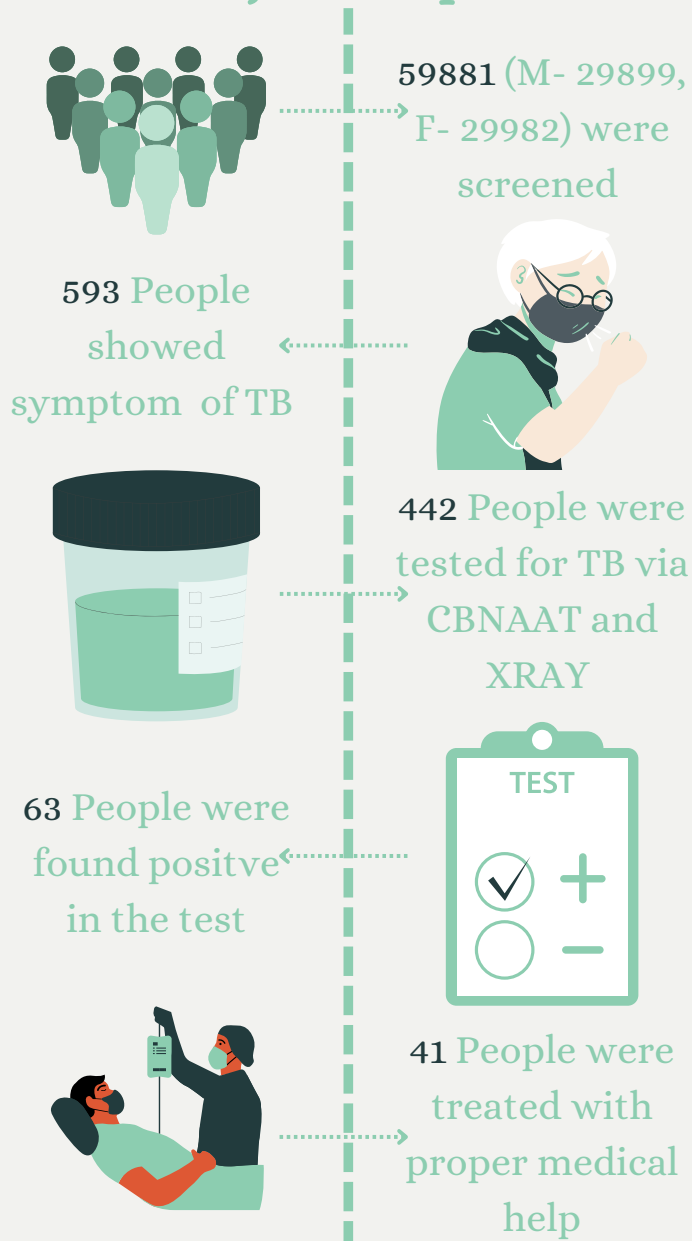 59881 (M- 29899,
F- 29982) were
screened
593 People
showed
symptom of TB
442 People were
tested for TB via
CBNAAT and
XRAY
TEST
63 People were
found positve
in the test
41 People were
treated with
proper medical
help